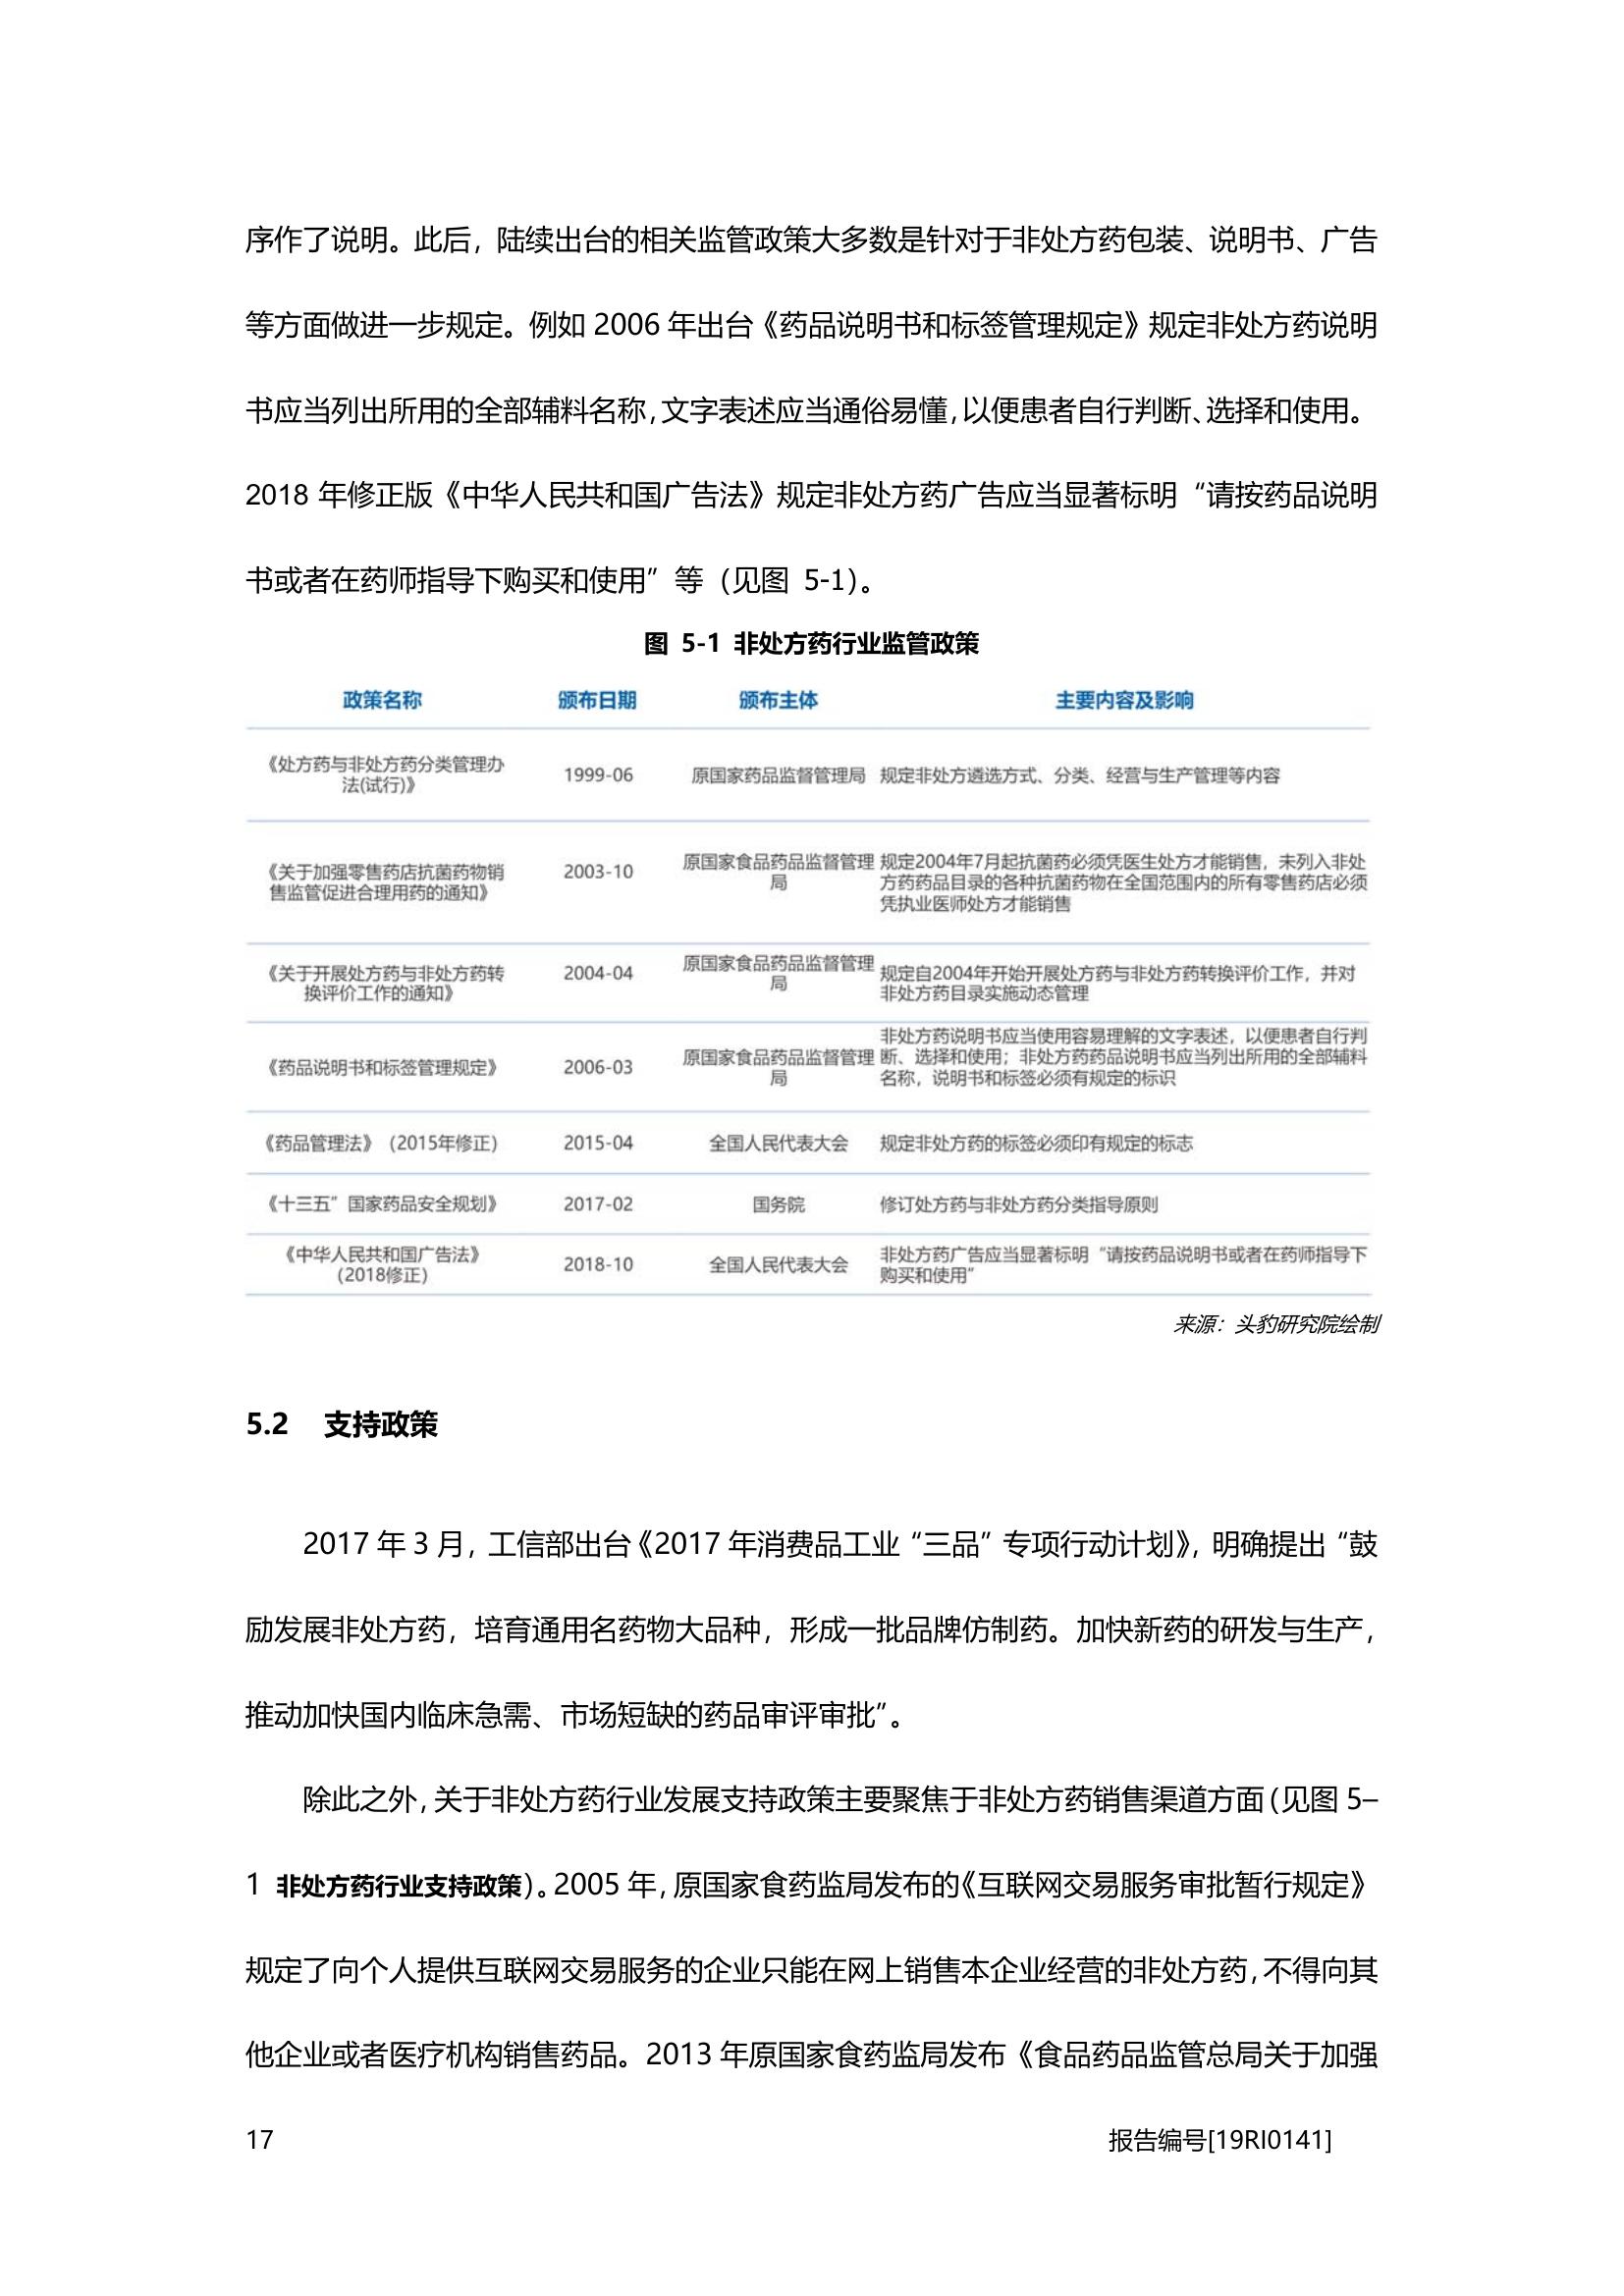 序作了说明。此后，陆续出台的相关监管政策大多数是针对于非处方药包装、说明书、广告
等方面做进一步规定。例如 2006 年出台《药品说明书和标签管理规定》规定非处方药说明
书应当列出所用的全部辅料名称，文字表述应当通俗易懂，以便患者自行判断、选择和使用。
2018 年修正版《中华人民共和国广告法》规定非处方药广告应当显著标明“请按药品说明
书或者在药师指导下购买和使用”等（见图 5-1）。
图 5-1 非处方药行业监管政策
政策名称 颁布日期 颁布主体 主要内容及影响
《处方药与非处方药分类管理办
法(试行)》
1999-06
原国家药品监督管理局
规定非处方遴选方式、分类、经营与生产管理等内容
《关于加强零售药店抗菌药物销
售监管促进合理用药的通知》
2003-10
原国家食品药品监督管理
局
规定2004年7月起抗菌药必须凭医生处方才能销售，未列入非处
方药药品目录的各种抗菌药物在全国范围内的所有零售药店必须
凭执业医师处方才能销售
《关于开展处方药与非处方药转
换评价工作的通知》
2004-04
原国家食品药品监督管理
局
规定自2004年开始开展处方药与非处方药转换评价工作，并对
非处方药目录实施动态管理
《药品说明书和标签管理规定》
2006-03
原国家食品药品监督管理
局
非处方药说明书应当使用容易理解的文字表述，以便患者自行判
断、选择和使用；非处方药药品说明书应当列出所用的全部辅料
名称，说明书和标签必须有规定的标识
《药品管理法》（2015年修正）
2015-04
全国人民代表大会
规定非处方药的标签必须印有规定的标志
《十三五”国家药品安全规划》
2017-02
国务院
修订处方药与非处方药分类指导原则
《中华人民共和国广告法》
(2018修正)
2018-10
全国人民代表大会
非处方药广告应当显著标明“请按药品说明书或者在药师指导下
购买和使用”
来源：头豹研究院绘制
5.2 支持政策
2017 年 3 月，工信部出台《2017 年消费品工业“三品”专项行动计划》，明确提出“鼓
励发展非处方药，培育通用名药物大品种，形成一批品牌仿制药。加快新药的研发与生产，
推动加快国内临床急需、市场短缺的药品审评审批”。
除此之外，关于非处方药行业发展支持政策主要聚焦于非处方药销售渠道方面（见图 5–
1 非处方药行业支持政策）。2005 年，原国家食药监局发布的《互联网交易服务审批暂行规定》
规定了向个人提供互联网交易服务的企业只能在网上销售本企业经营的非处方药，不得向其
他企业或者医疗机构销售药品。2013 年原国家食药监局发布《食品药品监管总局关于加强
17 报告编号[19RI0141]